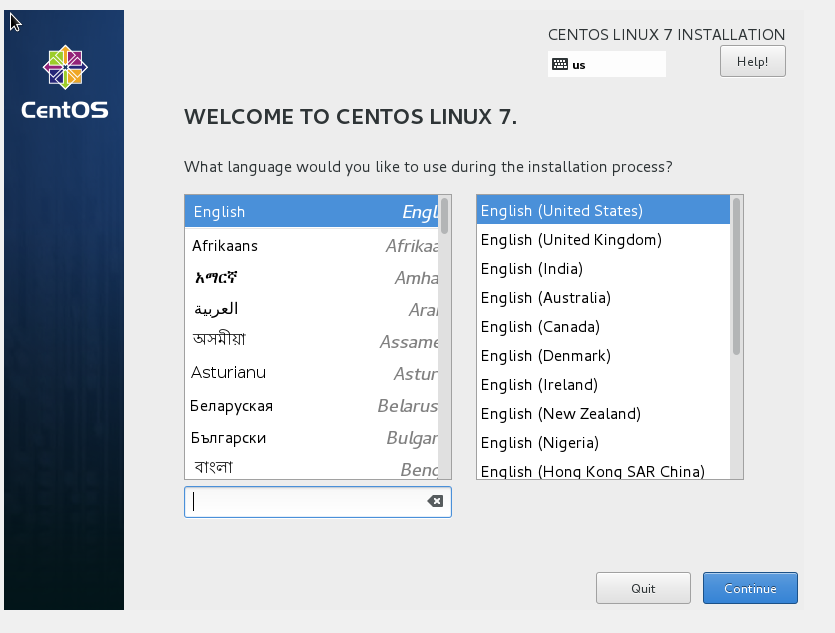 CentOS
CENTOS LINUX 7 INSTALLATION
us
Help!
WELCOME TO CENTOS LINUX 7.
What language would you like to use during the installation process?
English Engl
Afrikaans Afrikaa
አማርኛ Amha
العربية Aral
অসমীয়া Assame
Asturianu Astur
Беларуская Belarus
Български Bulgar
বাংলা Beng
English (United States)
English (United Kingdom)
English (India)
English (Australia)
English (Canada)
English (Denmark)
English (Ireland)
English (New Zealand)
English (Nigeria)
English (Hong Kong SAR China)
Quit
Continue